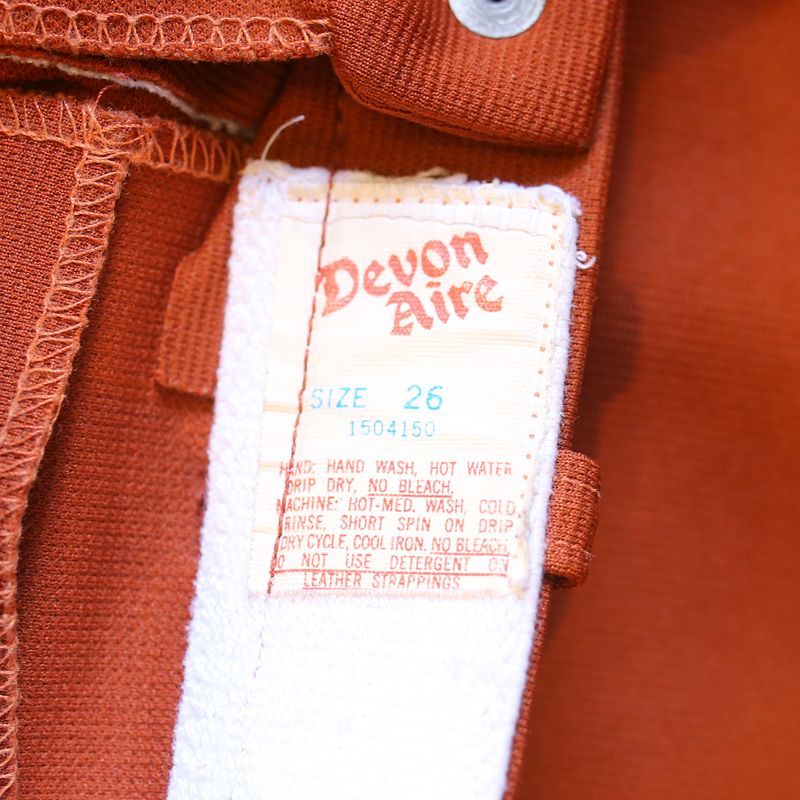 Devon
Aire
SIZE 26
1504150
HAND: HAND WASH, HOT WATER
DRIP DRY, NO BLEACH.
MACHINE: HOT-MED. WASH, COLD
RINSE, SHORT SPIN ON DRIP
DRY CYCLE, COOL IRON, NO BLEACH,
DO NOT USE DETERGENT ON
LEATHER STRAPPINGS